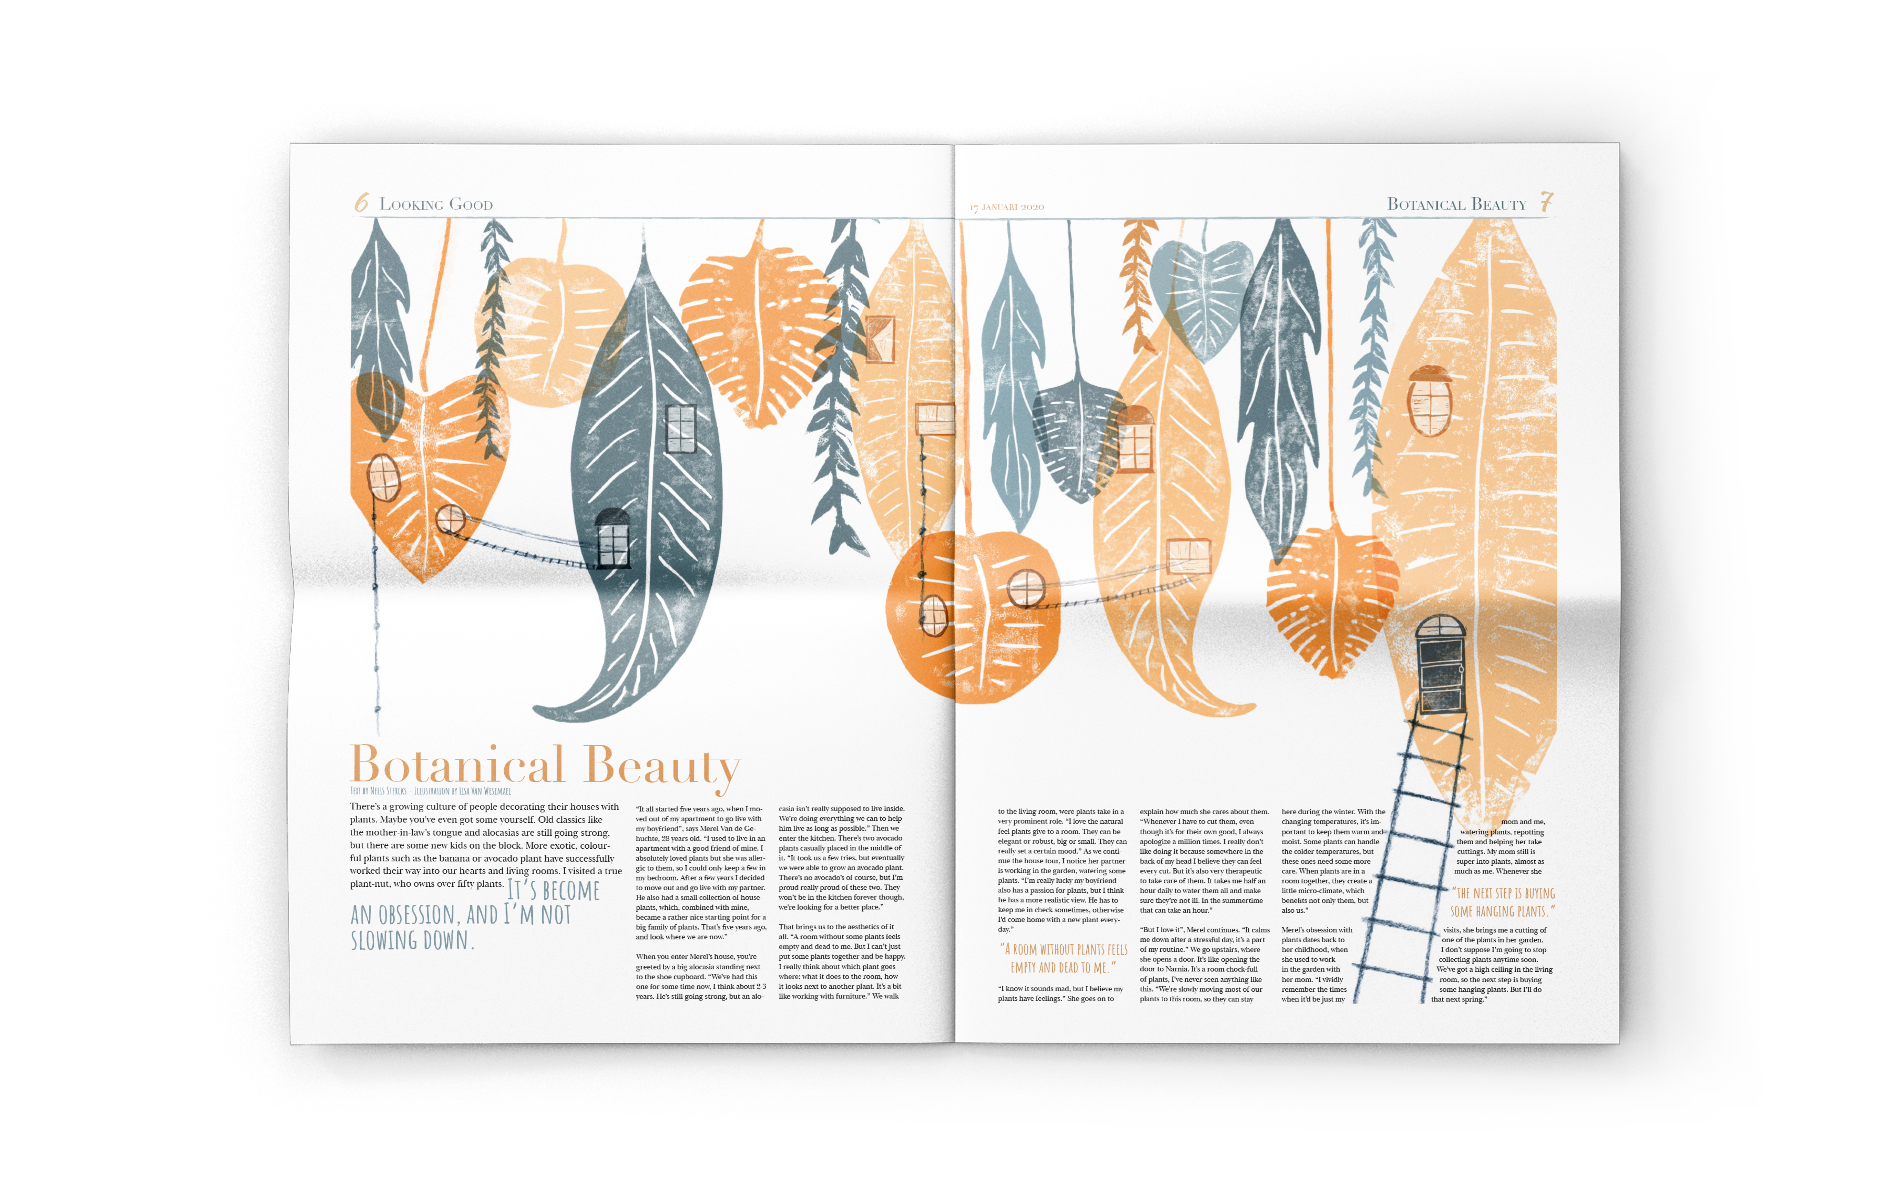 6 Looking Good
17 JANUARI 2020
Botanical Beauty 7
Botanical Beauty
Text by Neels Sterckx - Illustration by Lisa Van Wesemael
There's a growing culture of people decorating their houses with
plants. Maybe you've even got some yourself. Old classics like
the mother-in-law's tongue and alocasias are still going strong,
but there are some new kids on the block. More exotic, colour-
ful plants such as the banana or avocado plant have successfully
worked their way into our hearts and living rooms. I visited a true
plant-nut, who owns over fifty plants. It's become
an obsession, and I'm not
slowing down.
"It all started five years ago, when I mo-
ved out of my apartment to go live with
my boyfriend", says Merel Van de Ge-
huchte, 28 years old. "I used to live in an
apartment with a good friend of mine. I
absolutely loved plants but she was aller-
gic to them, so I could only keep a few in
my bedroom. After a few years I decided
to move out and go live with my partner.
He also had a small collection of house
plants, which, combined with mine,
became a rather nice starting point for a
big family of plants. That's five years ago,
and look where we are now."
When you enter Merel's house, you're
greeted by a big alocasia standing next
to the shoe cupboard. "We've had this
one for some time now, I think about 2-3
years. He's still going strong, but an alo-
casia isn't really supposed to live inside.
We're doing everything we can to help
him live as long as possible." Then we
enter the kitchen. There's two avocado
plants casually placed in the middle of
it. "It took us a few tries, but eventually
we were able to grow an avocado plant.
There's no avocado's of course, but I'm
proud really proud of these two. They
won't be in the kitchen forever though,
we're looking for a better place."
That brings us to the aesthetics of it
all. "A room without some plants feels
empty and dead to me. But I can't just
put some plants together and be happy.
I really think about which plant goes
where: what it does to the room, how
it looks next to another plant. It's a bit
like working with furniture." We walk
to the living room, were plants take in a
very prominent role. "I love the natural
feel plants give to a room. They can be
elegant or robust, big or small. They can
really set a certain mood." As we conti-
nue the house tour, I notice her partner
is working in the garden, watering some
plants. "I'm really lucky my boyfriend
also has a passion for plants, but I think
he has a more realistic view. He has to
keep me in check sometimes, otherwise
I'd come home with a new plant every-
day."
"A room without plants feels
empty and dead to me."
"I know it sounds mad, but I believe my
plants have feelings." She goes on to
explain how much she cares about them.
"Whenever I have to cut them, even
though it's for their own good, I always
apologize a million times. I really don't
like doing it because somewhere in the
back of my head I believe they can feel
every cut. But it's also very therapeutic
to take care of them. It takes me half an
hour daily to water them all and make
sure they're not ill. In the summertime
that can take an hour."
"But I love it", Merel continues. "It calms
me down after a stressful day, it's a part
of my routine." We go upstairs, where
she opens a door. It's like opening the
door to Narnia. It's a room chock-full
of plants, I've never seen anything like
this. "We're slowly moving most of our
plants to this room, so they can stay
here during the winter. With the
changing temperatures, it's im-
portant to keep them warm and
moist. Some plants can handle
the colder temperatures, but
these ones need some more
care. When plants are in a
room together, they create a
little micro-climate, which
benefits not only them, but
also us."
Merel's obsession with
plants dates back to
her childhood, when
she used to work
in the garden with
her mom. "I vividly
remember the times
when it'd be just my
mom and me,
watering plants, repotting
them and helping her take
cuttings. My mom still is
super into plants, almost as
much as me. Whenever she
"The next step is buying
some hanging plants."
visits, she brings me a cutting of
one of the plants in her garden.
I don't suppose I'm going to stop
collecting plants anytime soon.
We've got a high ceiling in the living
room, so the next step is buying
some hanging plants. But I'll do
that next spring."